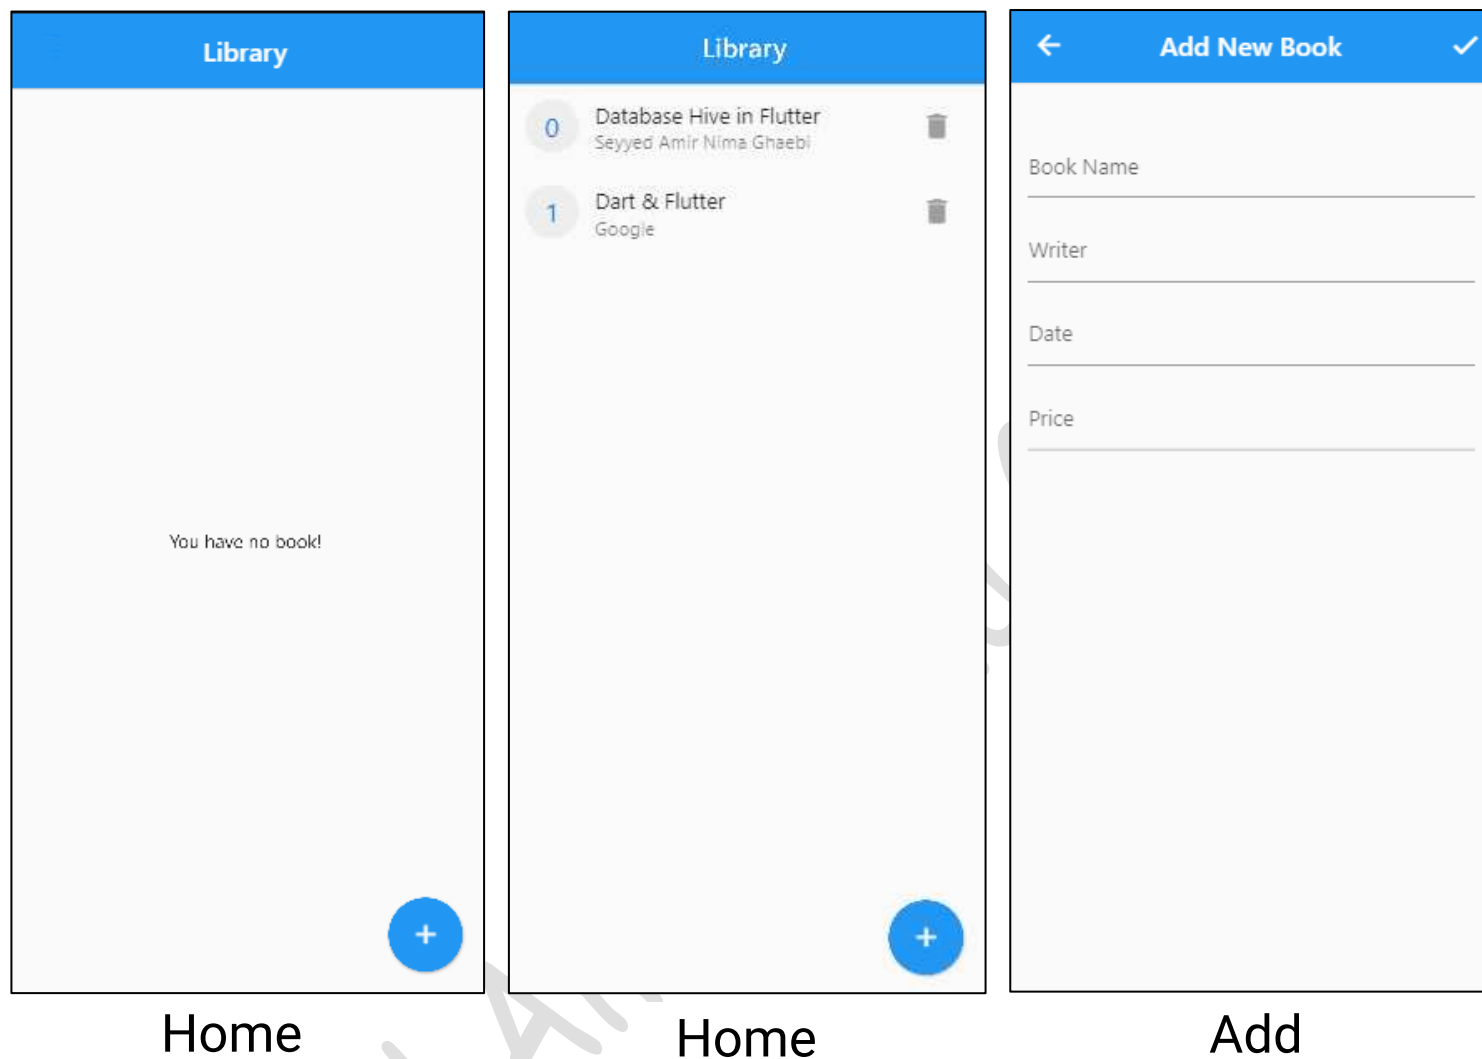 Library
You have no book!
+
Home
Library
0
Database Hive in Flutter
Seyyed Amir Nima Ghaebi
1
Dart & Flutter
Google
+
Home
Add New Book
Book Name
Writer
Date
Price
Add